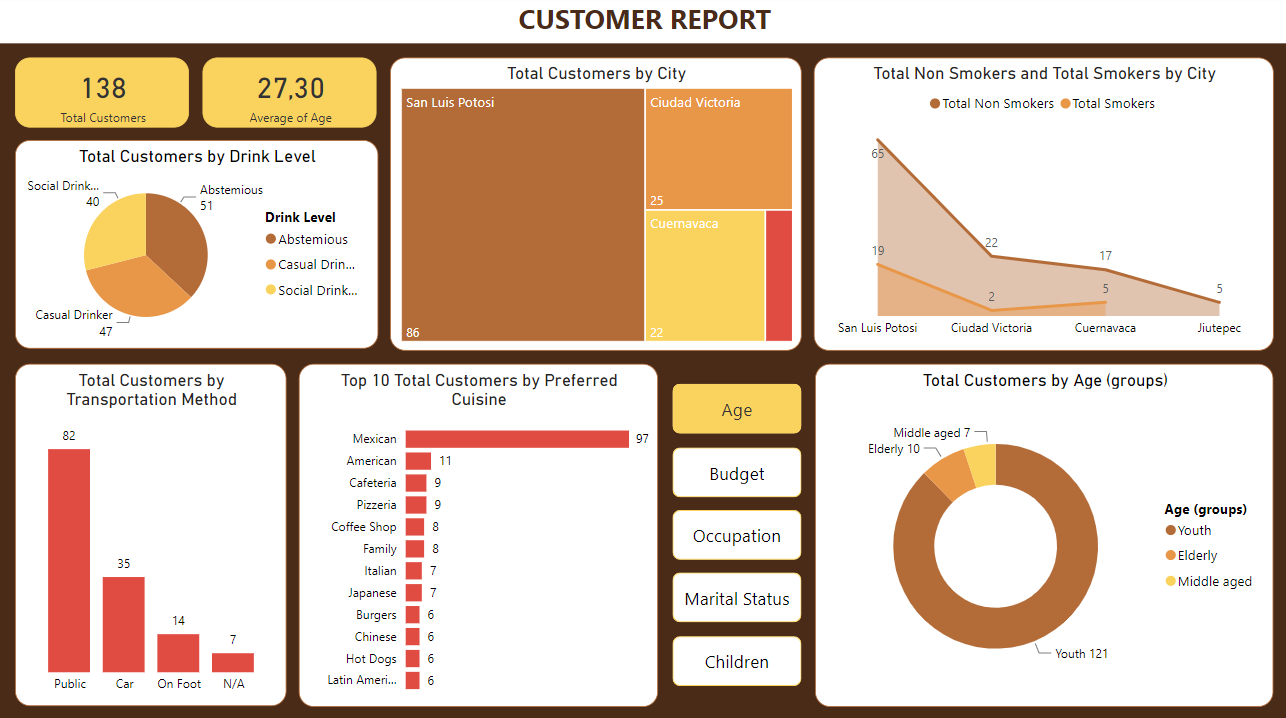 CUSTOMER REPORT
138
Total Customers
27,30
Average of Age
Total Customers by Drink Level
Social Drink...
40
Abstemious
51
Casual Drinker
47
Drink Level
Abstemious
Casual Drin...
Social Drink...
Total Customers by City
San Luis Potosi
86
Ciudad Victoria
25
Cuernavaca
22
Total Non Smokers and Total Smokers by City
Total Non Smokers Total Smokers
65
19
22
2
17
5
5
San Luis Potosi Ciudad Victoria Cuernavaca Jiutepec
Total Customers by
Transportation Method
82
35
14
7
Public Car On Foot N/A
Top 10 Total Customers by Preferred
Cuisine
Mexican 97
American 11
Cafeteria 9
Pizzeria 9
Coffee Shop 8
Family 8
Italian 7
Japanese 7
Burgers 6
Chinese 6
Hot Dogs 6
Latin Ameri... 6
Age
Budget
Occupation
Marital Status
Children
Total Customers by Age (groups)
Middle aged 7
Elderly 10
Youth 121
Age (groups)
Youth
Elderly
Middle aged